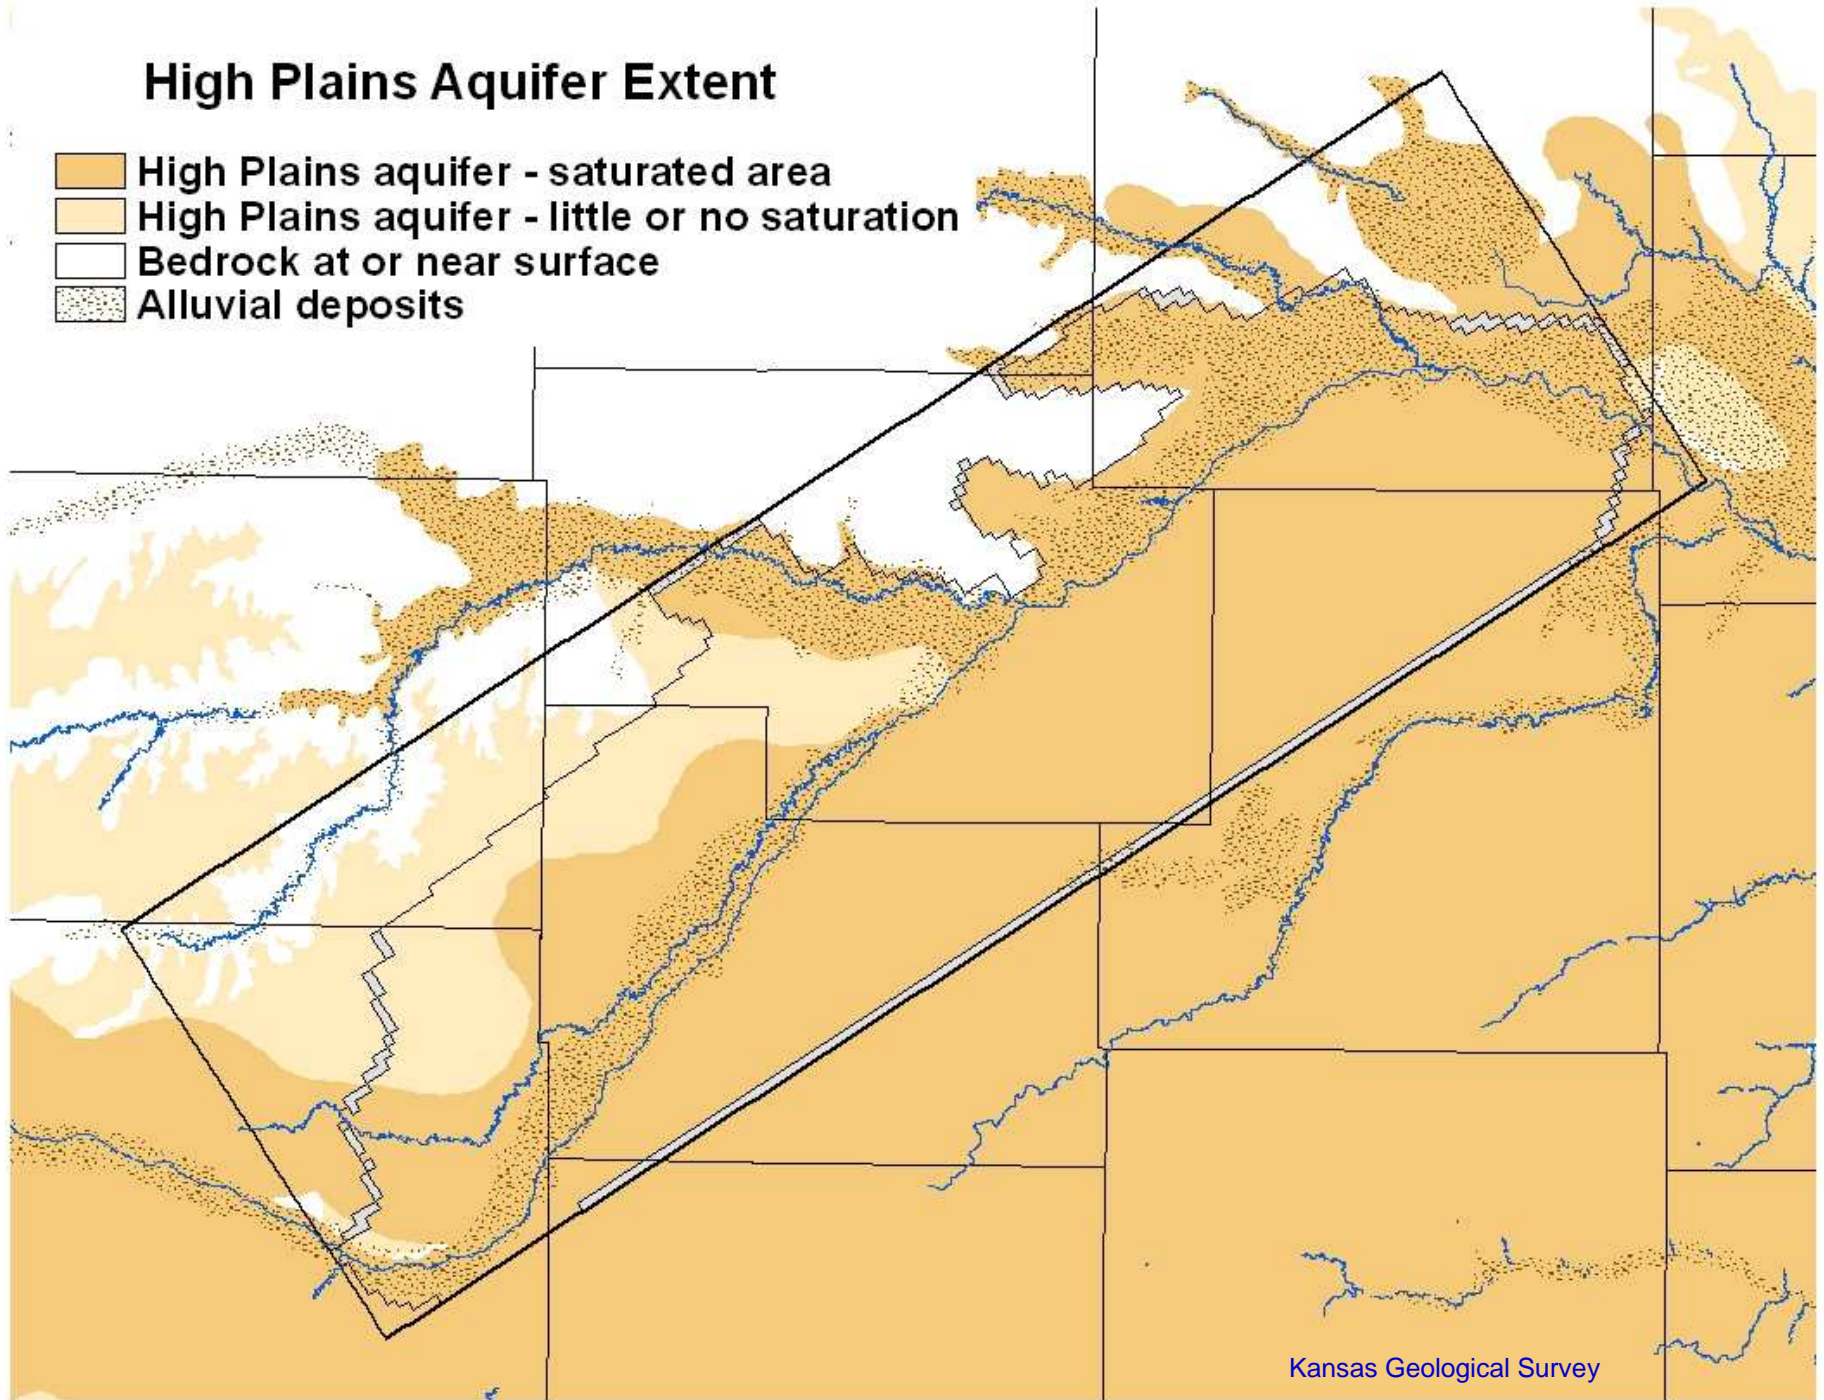 High Plains Aquifer Extent
High Plains aquifer - saturated area
High Plains aquifer - little or no saturation
Bedrock at or near surface
Alluvial deposits
Kansas Geological Survey